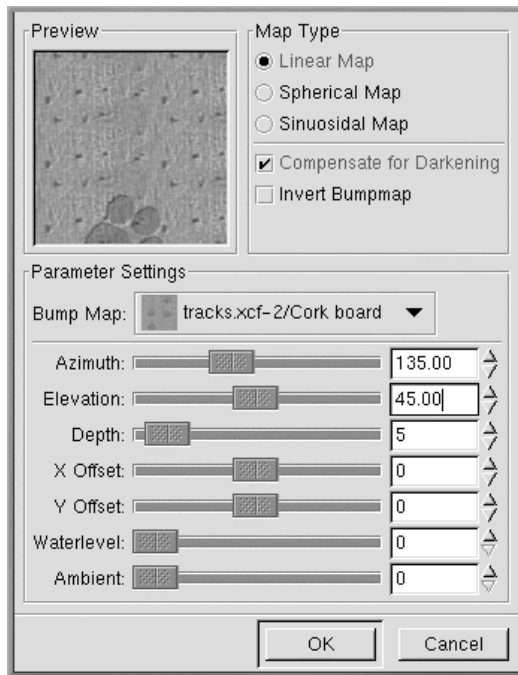 Preview
Map Type
Linear Map
Spherical Map
Sinuosidal Map
Compensate for Darkening
Invert Bumpmap
Parameter Settings
Bump Map: tracks.xcf-2/Cork board
Azimuth: 135.00
Elevation: 45.00
Depth: 5
X Offset: 0
Y Offset: 0
Waterlevel: 0
Ambient: 0
OK Cancel